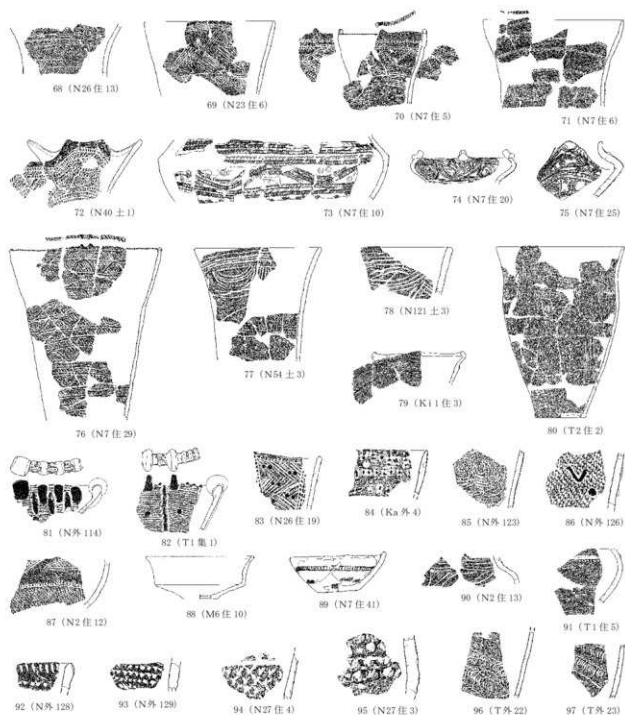 68 (N26住13)
69 (N23住6)
70 (N7住5)
71 (N7住6)
72 (N40土1)
73 (N7住10)
74 (N7住20)
75 (N7住25)
76 (N7住29)
77 (N54土3)
78 (N121土3)
79 (Ki1住3)
80 (T2住2)
81 (N外114)
82 (T1集1)
83 (N26住19)
84 (Ka外4)
85 (N外123)
86 (N外126)
87 (N2住12)
88 (M6住10)
89 (N7住41)
90 (N2住13)
91 (T1住5)
92 (N外128)
93 (N外129)
94 (N27住4)
95 (N27住3)
96 (T外22)
97 (T外23)